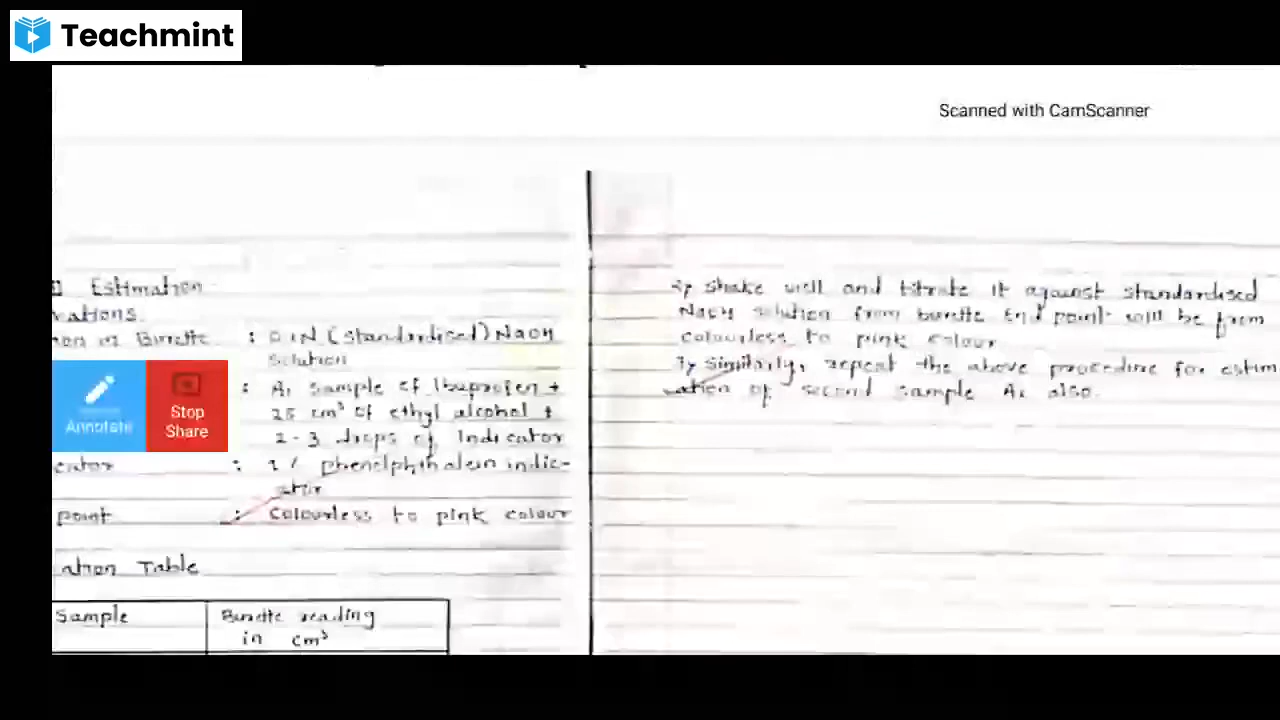 Teachmint
Scanned with CamScanner
Estimation
vations.
Burette : 0.1N (standardised) NaOH
solution
: A1 sample of Ibuprofen +
25 cm³ of ethyl alcohol +
2-3 drops of Indicator
cator : 1% phenolphthalein indic-
ator
point : Colourless to pink colour
ation Table
Sample
Burette reading
in cm³
Annotate
Stop
Share
shake well and titrate it against standardised
NaOH solution from burette End point will be from
colourless to pink colour
7) Similarly, repeat the above procedure for estim
ation of second sample A2 also.